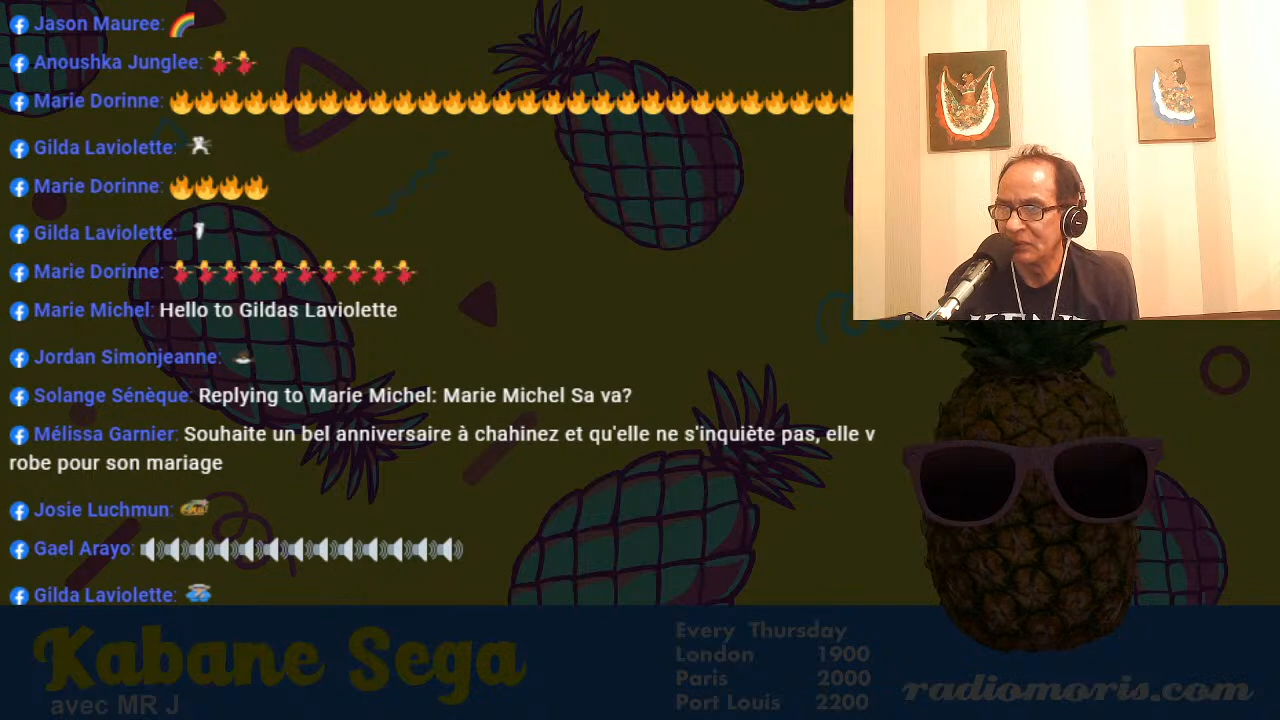 Jason Mauree: 🌈
Anoushka Junglee: 💃💃
Marie Dorinne: 🔥🔥🔥🔥🔥🔥🔥🔥🔥🔥🔥🔥🔥🔥🔥🔥🔥🔥🔥🔥🔥🔥🔥🔥🔥🔥🔥🔥
Gilda Laviolette:
Marie Dorinne: 🔥🔥🔥🔥
Gilda Laviolette:
Marie Dorinne: 💃💃💃💃💃💃💃💃💃💃
Marie Michel: Hello to Gildas Laviolette
Jordan Simonjeanne:
Solange Sénèque: Replying to Marie Michel: Marie Michel Sa va?
Mélissa Garnier: Souhaite un bel anniversaire à chahinez et qu'elle ne s'inquiète pas, elle v
robe pour son mariage
Josie Luchmun:
Gael Arayo: 🔊🔊🔊🔊🔊🔊🔊🔊🔊🔊🔊🔊🔊
Gilda Laviolette:
Kabane Sega
avec MR J
Every Thursday
London 1900
Paris 2000
Port Louis 2200
radiomoris.com